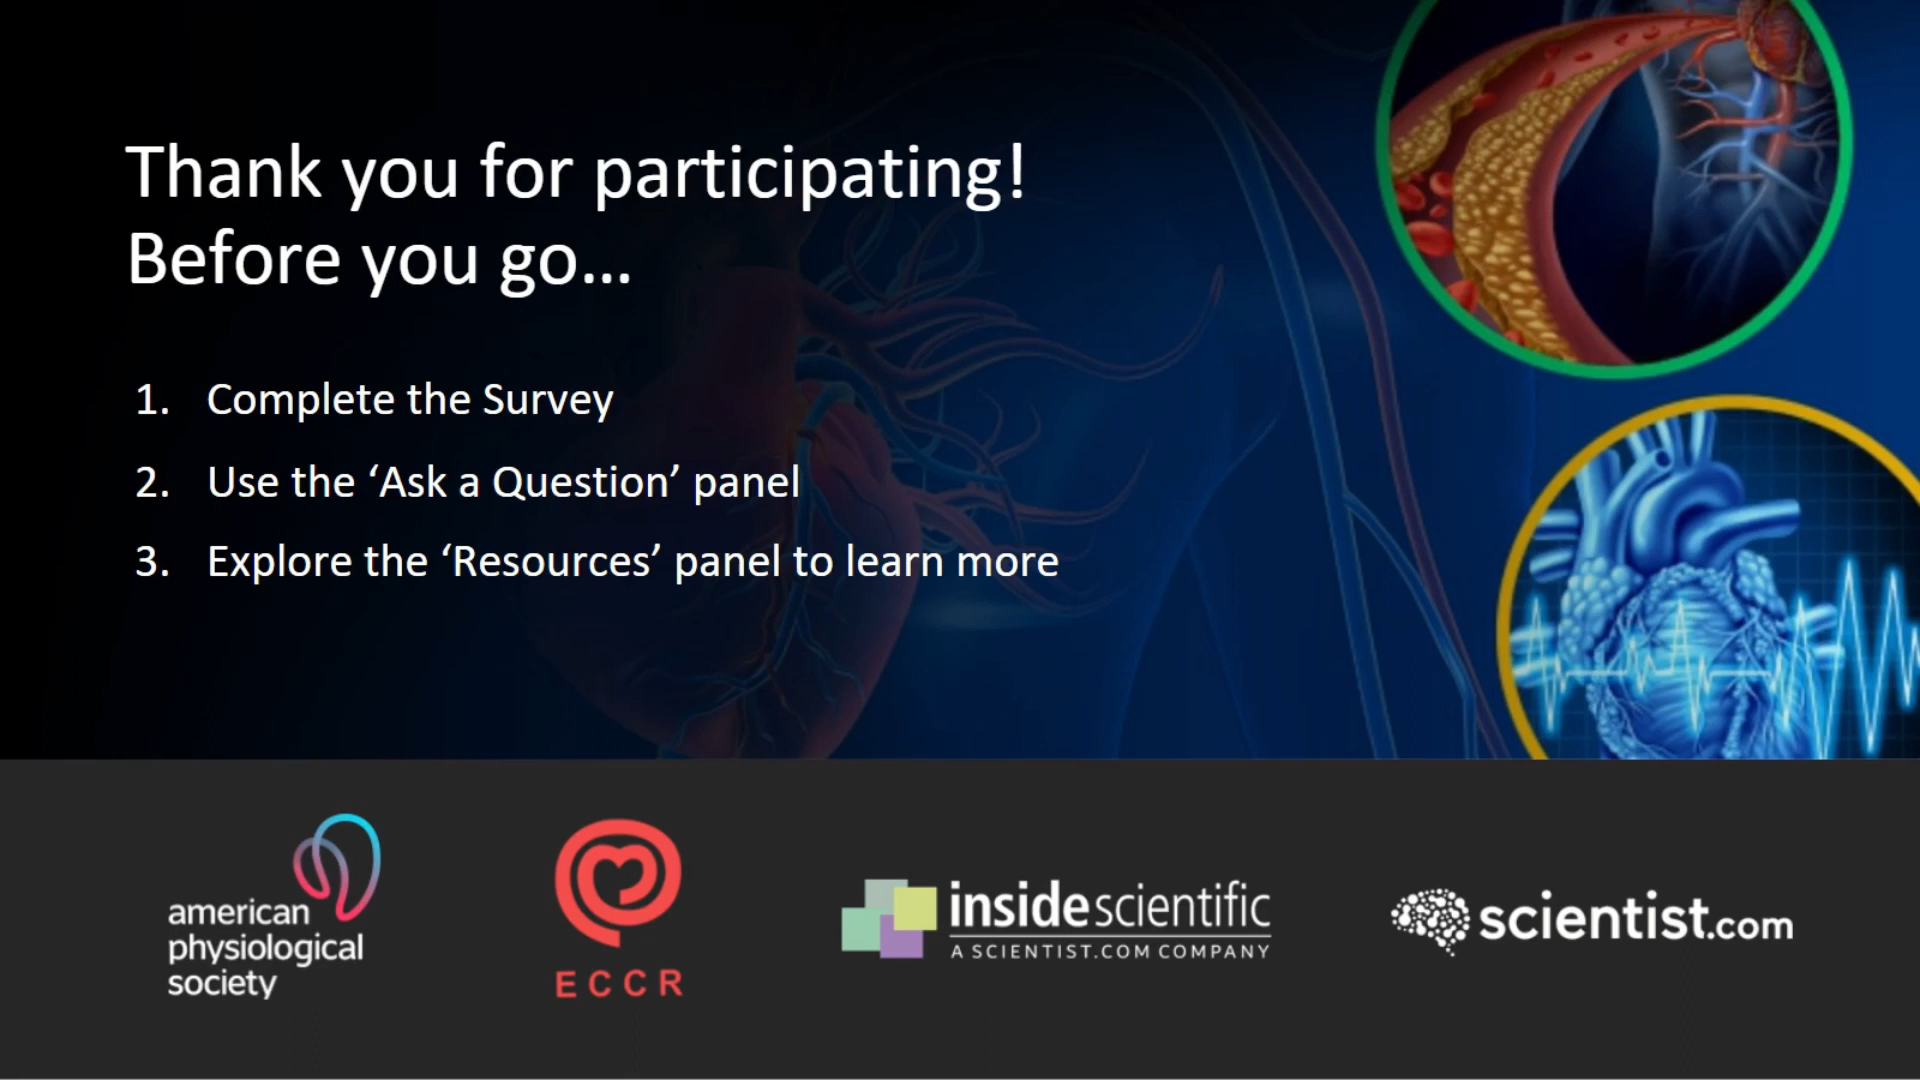 Thank you for participating!
Before you go…
1. Complete the Survey
2. Use the ‘Ask a Question’ panel
3. Explore the ‘Resources’ panel to learn more
american
physiological
society
ECCR
insidescientific
A SCIENTIST.COM COMPANY
scientist.com